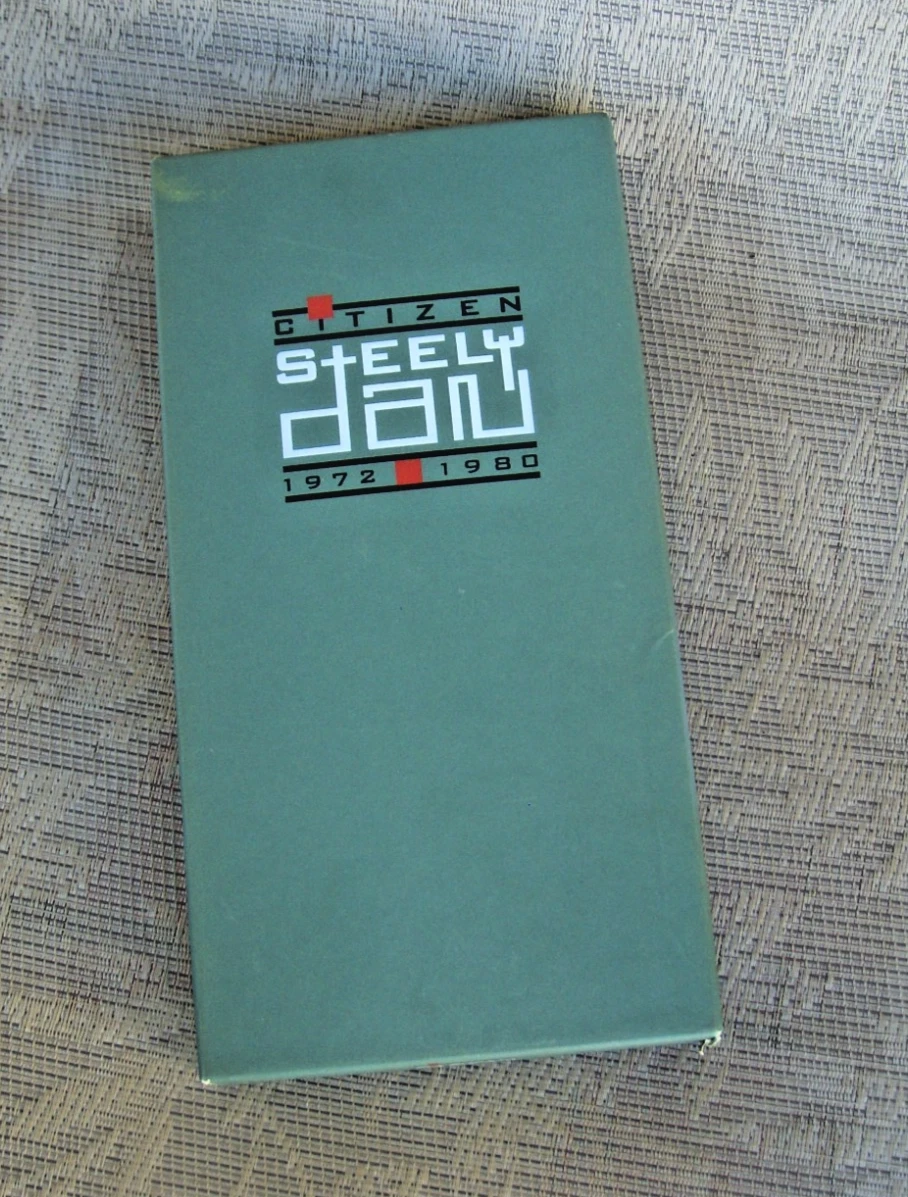 CiTIZEN
StEELY
dan
1972 1980